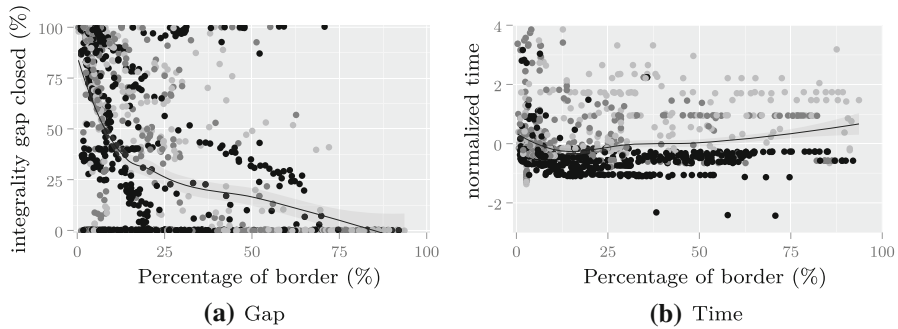 integrality gap closed (%)
100
75
50
25
0
0 25 50 75 100
Percentage of border (%)
(a) Gap
normalized time
4
2
0
-2
0 25 50 75 100
Percentage of border (%)
(b) Time